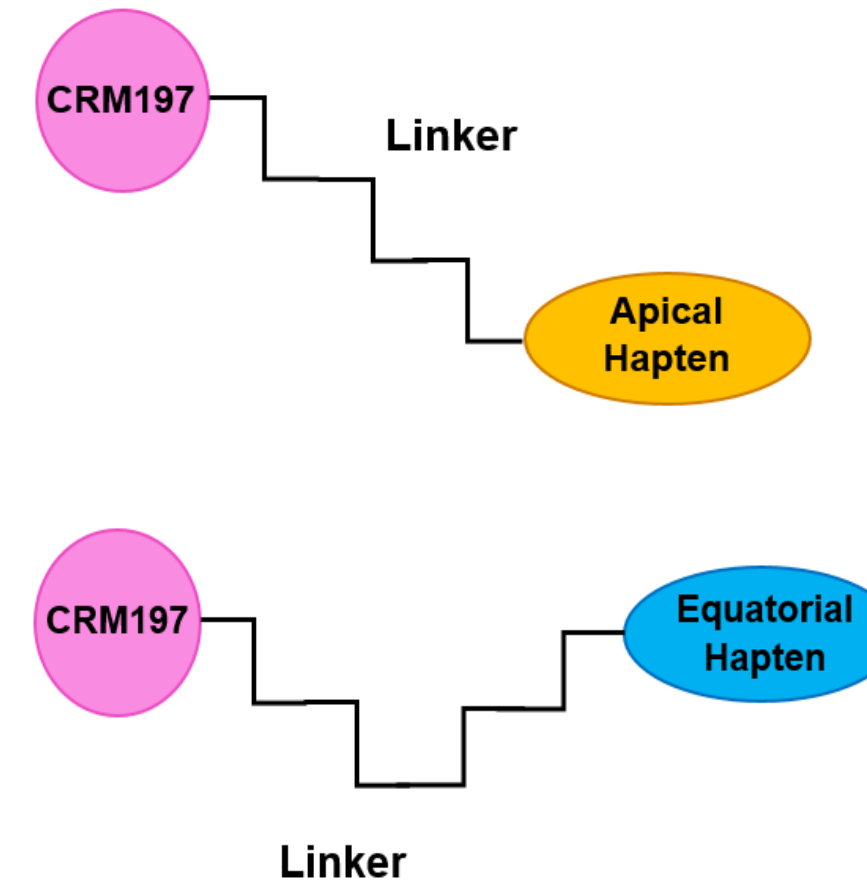 CRM197
Linker
Apical
Hapten
CRM197
Equatorial
Hapten
Linker